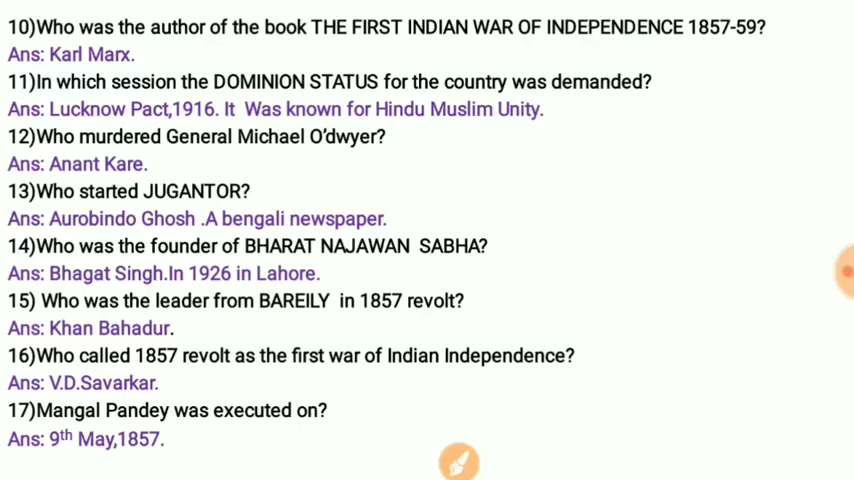 10)Who was the author of the book THE FIRST INDIAN WAR OF INDEPENDENCE 1857-59?
Ans: Karl Marx.
11)In which session the DOMINION STATUS for the country was demanded?
Ans: Lucknow Pact,1916. It  Was known for Hindu Muslim Unity.
12)Who murdered General Michael O’dwyer?
Ans: Anant Kare.
13)Who started JUGANTOR?
Ans: Aurobindo Ghosh .A bengali newspaper.
14)Who was the founder of BHARAT NAJAWAN  SABHA?
Ans: Bhagat Singh.In 1926 in Lahore.
15) Who was the leader from BAREILY  in 1857 revolt?
Ans: Khan Bahadur.
16)Who called 1857 revolt as the first war of Indian Independence?
Ans: V.D.Savarkar.
17)Mangal Pandey was executed on?
Ans: 9th May,1857.